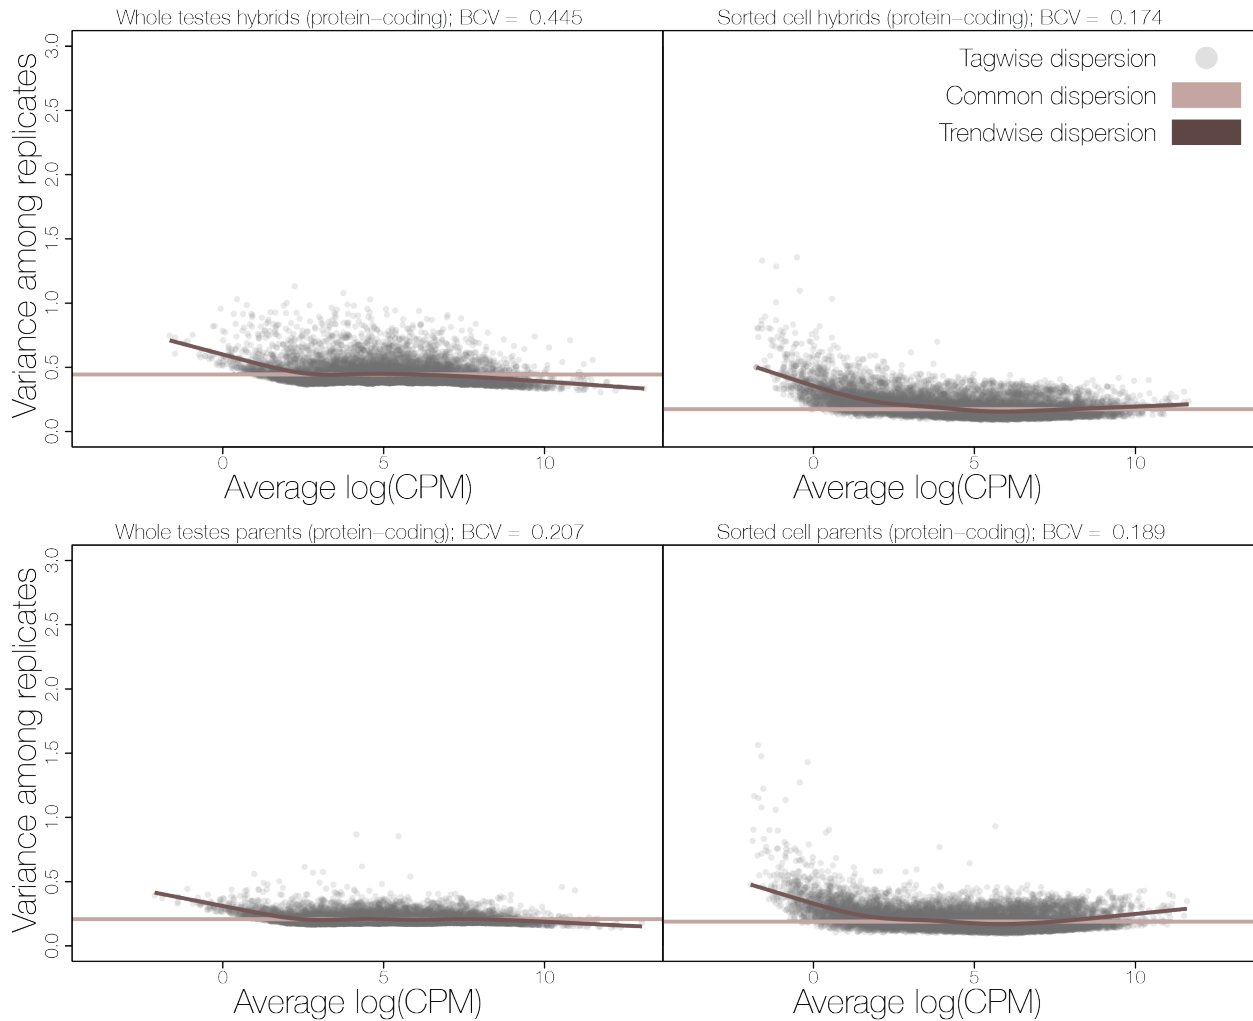 Whole testes hybrids (protein−coding); BCV = 0.445
Sorted cell hybrids (protein−coding); BCV = 0.174
Variance among replicates
3.0
2.5
2.0
1.5
1.0
0.5
0.0
Tagwise dispersion
Common dispersion
Trendwise dispersion
0 5 10
0 5 10
Average log(CPM)
Average log(CPM)
Whole testes parents (protein−coding); BCV = 0.207
Sorted cell parents (protein−coding); BCV = 0.189
Variance among replicates
3.0
2.5
2.0
1.5
1.0
0.5
0.0
0 5 10
0 5 10
Average log(CPM)
Average log(CPM)